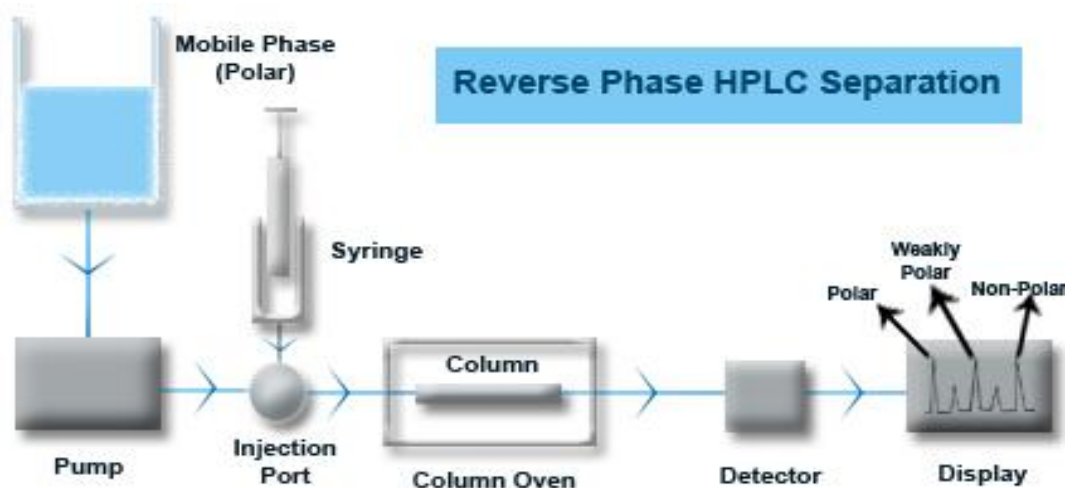 Mobile Phase
(Polar)
Reverse Phase HPLC Separation
Syringe
Weakly
Polar
Polar
Non-Polar
Column
Pump
Injection
Port
Column Oven
Detector
Display